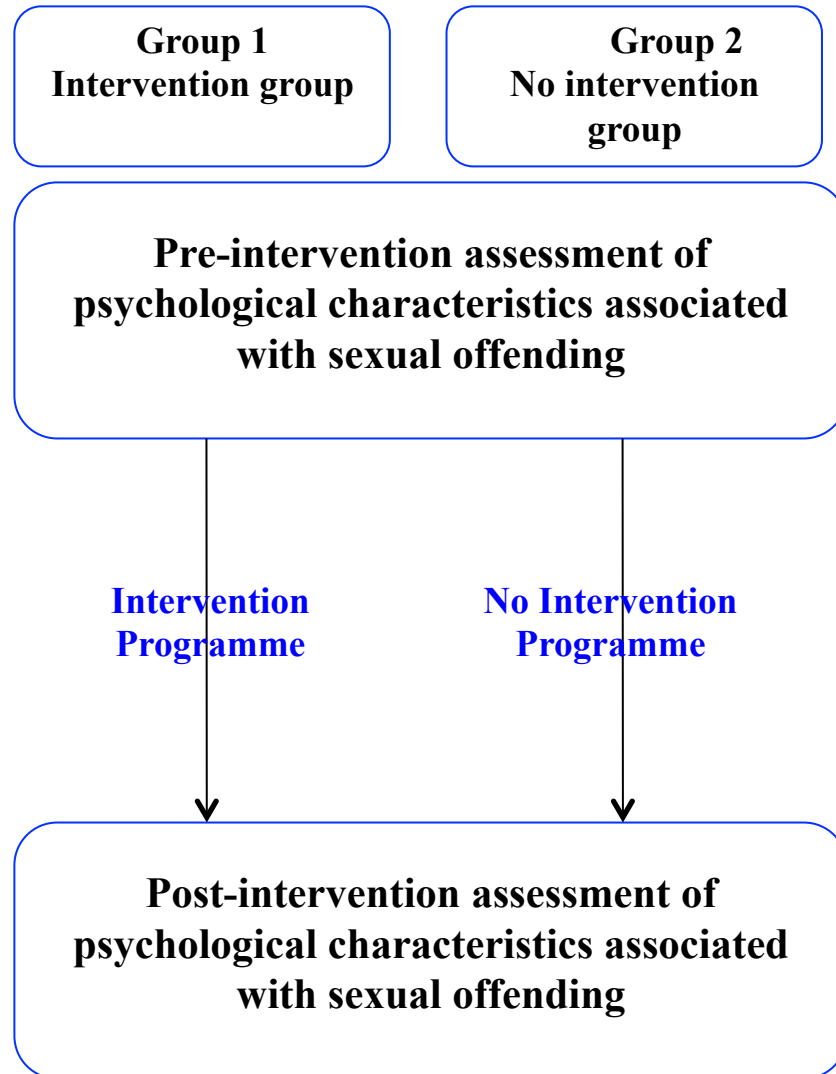 Group 1
Intervention group
Group 2
No intervention
group
Pre-intervention assessment of
psychological characteristics associated
with sexual offending
Intervention
Programme
No Intervention
Programme
Post-intervention assessment of
psychological characteristics associated
with sexual offending